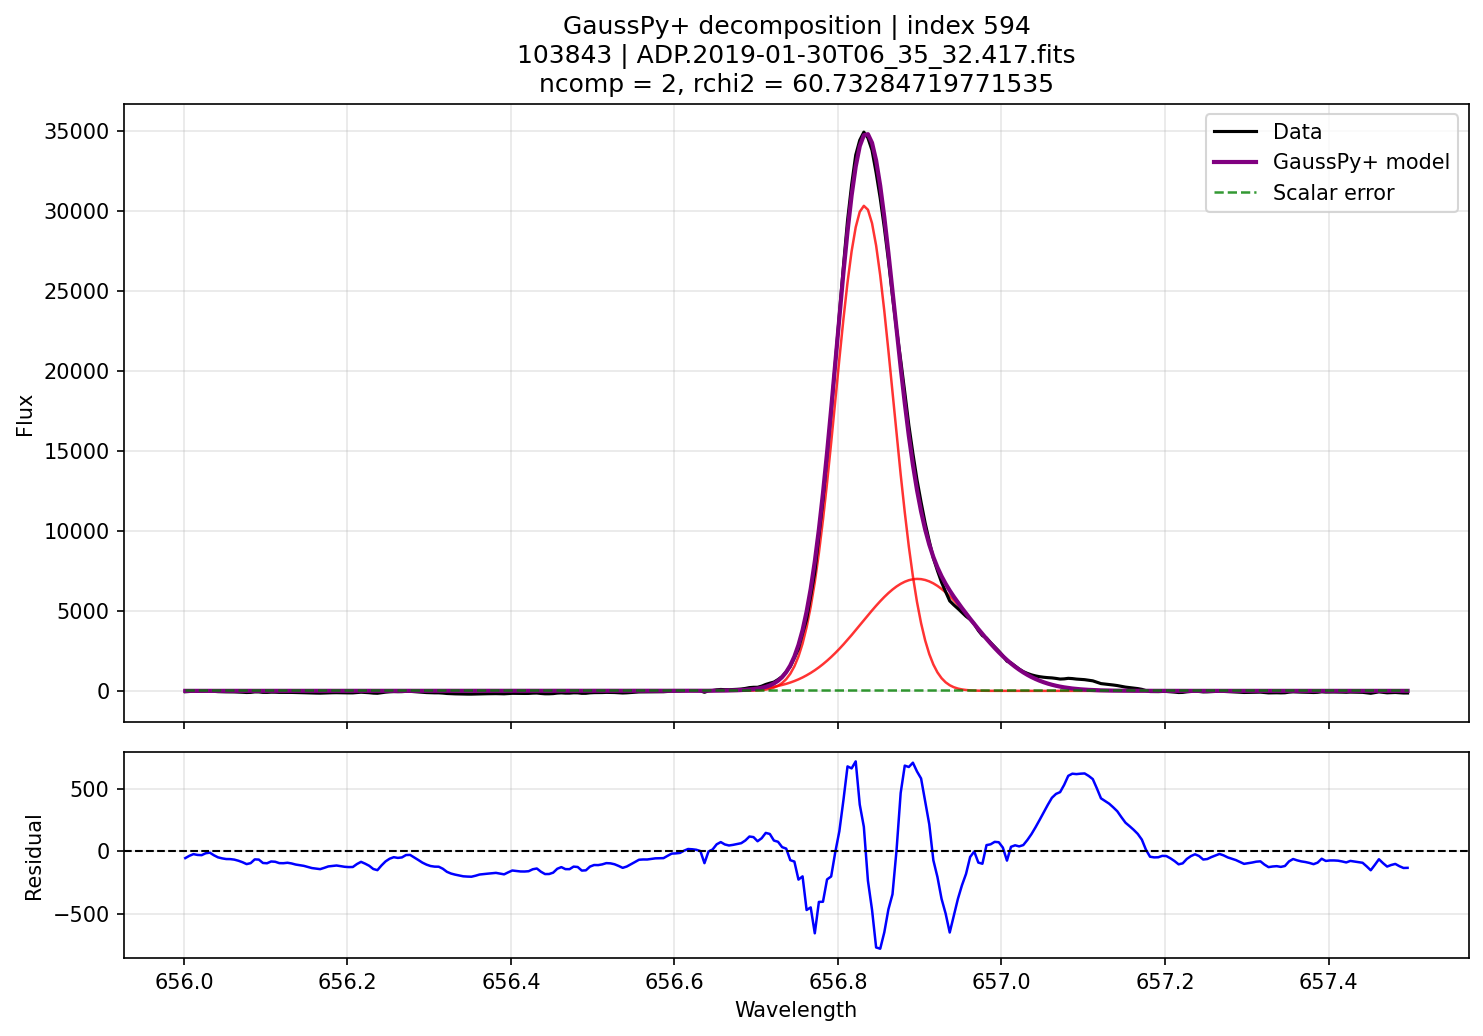 GaussPy+ decomposition | index 594
103843 | ADP.2019-01-30T06_35_32.417.fits
ncomp = 2, rchi2 = 60.73284719771535
Data
GaussPy+ model
Scalar error
Flux
35000
30000
25000
20000
15000
10000
5000
0
Residual
500
0
−500
656.0
656.2
656.4
656.6
656.8
657.0
657.2
657.4
Wavelength